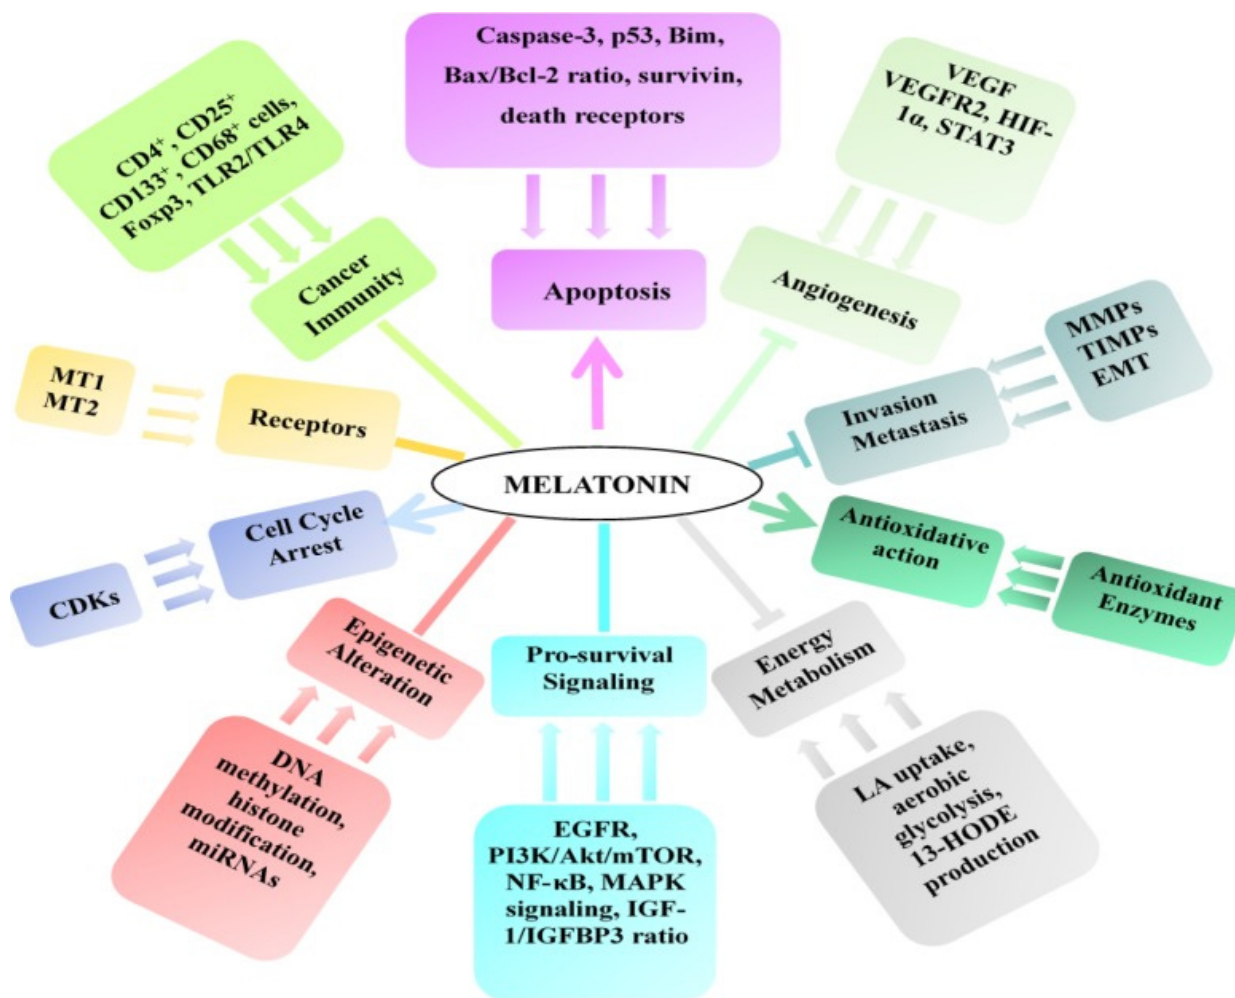 Caspase-3, p53, Bim,
Bax/Bcl-2 ratio, survivin,
death receptors
Apoptosis
VEGF
VEGFR2, HIF-
1α, STAT3
Angiogenesis
CD4⁺, CD25⁺
CD133⁺, CD68⁺ cells,
Foxp3, TLR2/TLR4
Cancer
Immunity
MMPs
TIMPs
EMT
Invasion
Metastasis
MT1
MT2
Receptors
MELATONIN
Antioxidative
action
Antioxidant
Enzymes
Cell Cycle
Arrest
CDKs
Epigenetic
Alteration
DNA
methylation,
histone
modification,
miRNAs
Pro-survival
Signaling
EGFR,
PI3K/Akt/mTOR,
NF-κB, MAPK
signaling, IGF-
1/IGFBP3 ratio
Energy
Metabolism
LA uptake,
aerobic
glycolysis,
13-HODE
production